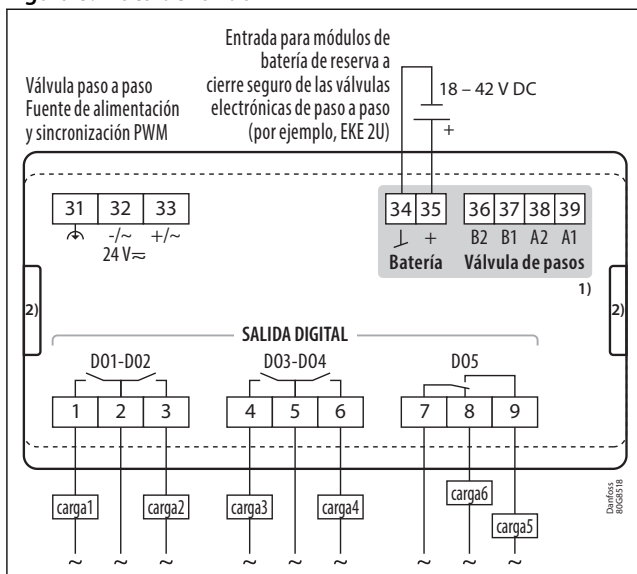 Entrada para módulos de
batería de reserva a
cierre seguro de las válvulas
electrónicas de paso a paso
(por ejemplo, EKE 2U)
18 – 42 V DC
+
Válvula paso a paso
Fuente de alimentación
y sincronización PWM
31 32 33
-/~ +/~
24 V⎓
34 35 36 37 38 39
⊥ + B2 B1 A2 A1
Batería Válvula de pasos
1)
2) 2)
SALIDA DIGITAL
DO1-DO2 DO3-DO4 DO5
1 2 3 4 5 6 7 8 9
carga1 carga2 carga3 carga4 carga6 carga5
~ ~ ~ ~ ~ ~ ~ ~ ~
Danfoss
80G8518